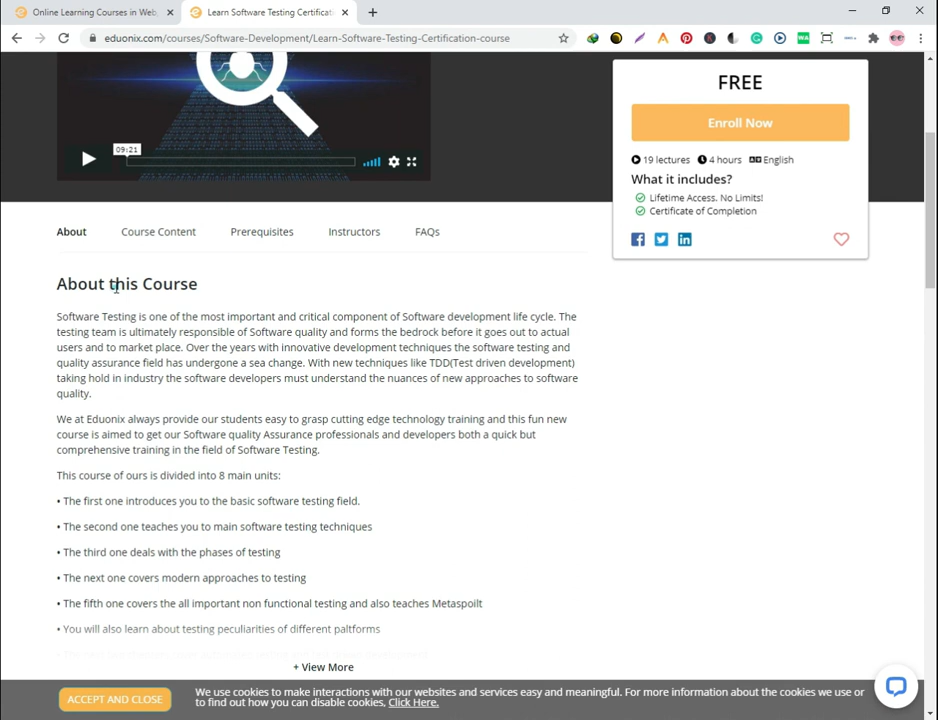 Online Learning Courses in Web,
Learn Software Testing Certificati
eduonix.com/courses/Software-Development/Learn-Software-Testing-Certification-course
09:21
FREE
Enroll Now
19 lectures 4 hours English
What it includes?
Lifetime Access. No Limits!
Certificate of Completion
About Course Content Prerequisites Instructors FAQs
About this Course
Software Testing is one of the most important and critical component of Software development life cycle. The
testing team is ultimately responsible of Software quality and forms the bedrock before it goes out to actual
users and to market place. Over the years with innovative development techniques the software testing and
quality assurance field has undergone a sea change. With new techniques like TDD(Test driven development)
taking hold in industry the software developers must understand the nuances of new approaches to software
quality.
We at Eduonix always provide our students easy to grasp cutting edge technology training and this fun new
course is aimed to get our Software quality Assurance professionals and developers both a quick but
comprehensive training in the field of Software Testing.
This course of ours is divided into 8 main units:
• The first one introduces you to the basic software testing field.
• The second one teaches you to main software testing techniques
• The third one deals with the phases of testing
• The next one covers modern approaches to testing
• The fifth one covers the all important non functional testing and also teaches Metaspoilt
• You will also learn about testing peculiarities of different paltforms
+ View More
ACCEPT AND CLOSE
We use cookies to make interactions with our websites and services easy and meaningful. For more information about the cookies we use or
to find out how you can disable cookies, Click Here.